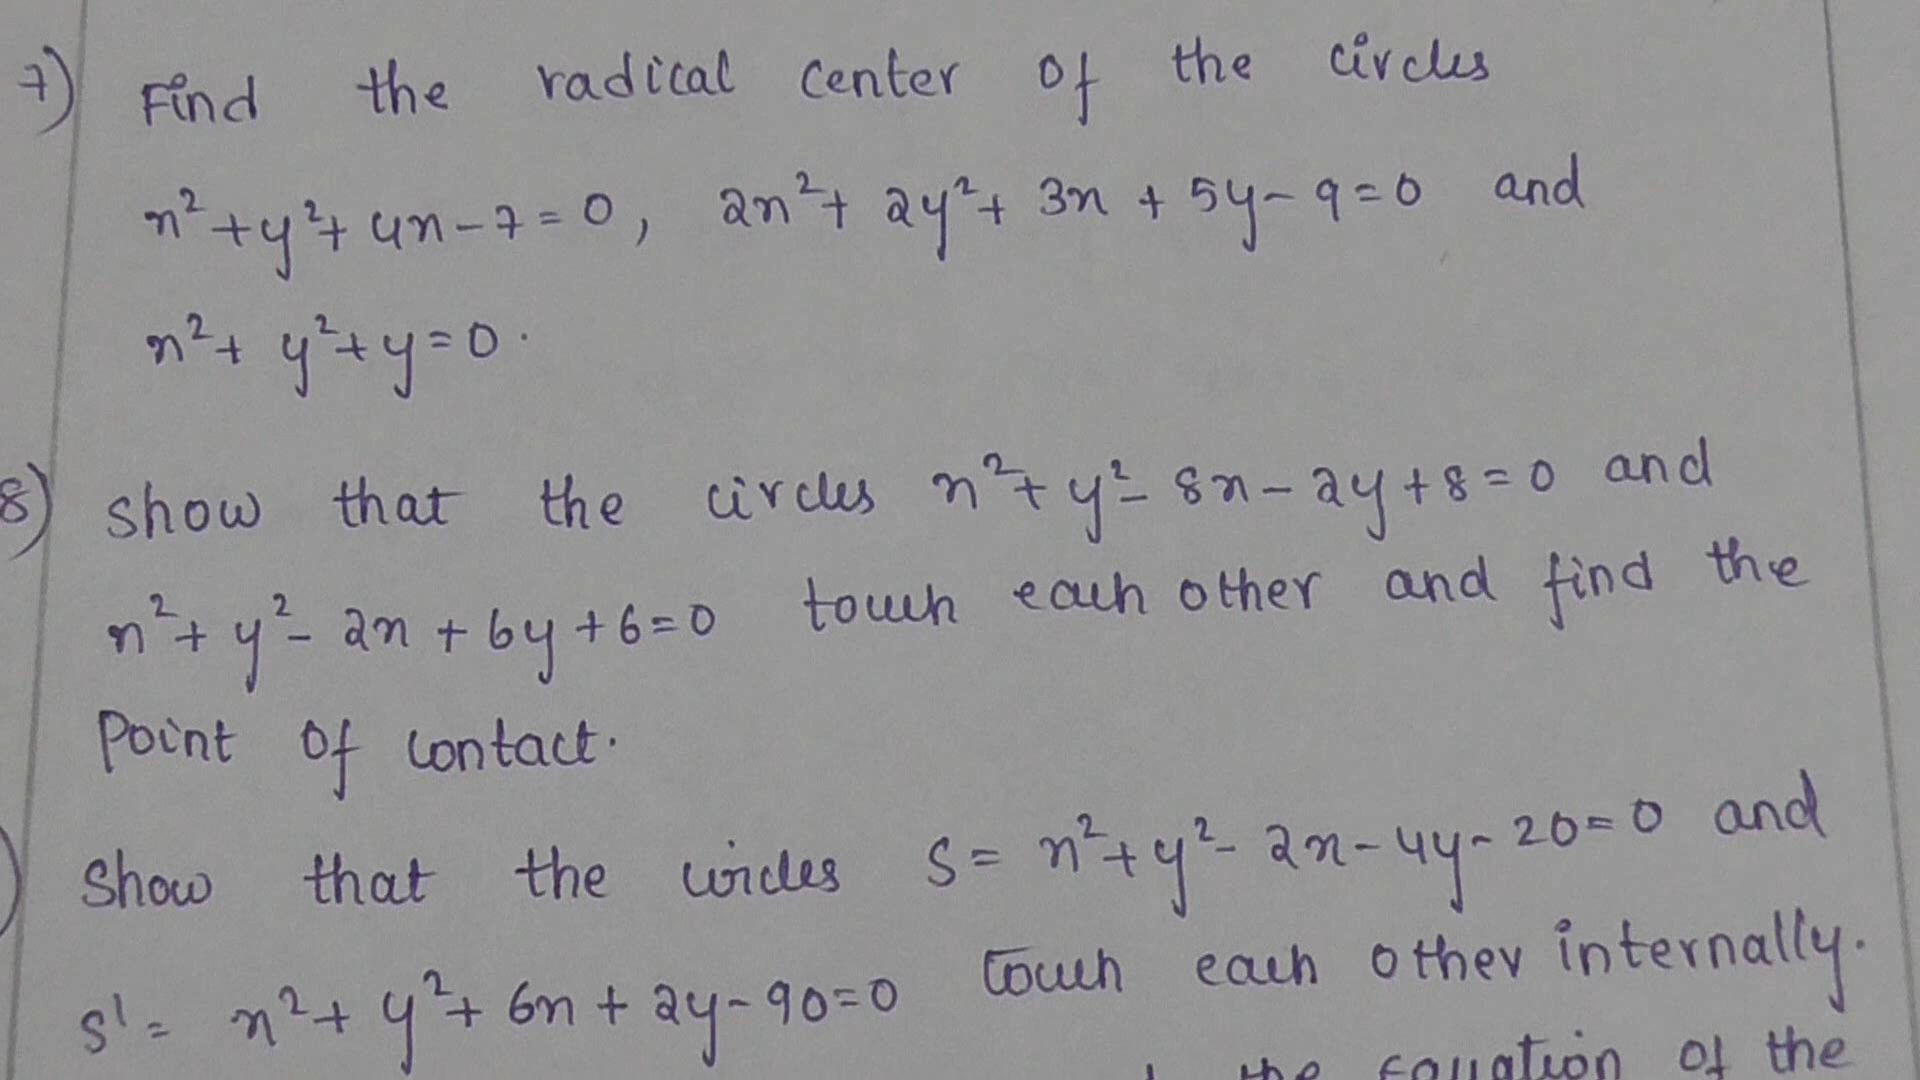 7) Find the radical center of the circles
x²+y²+4x-7=0, 2x²+2y²+3x+5y-9=0 and
x²+y²+y=0.
8) show that the circles x²+y²-8x-2y+8=0 and
x²+y²-2x+6y+6=0 touch each other and find the
Point of contact.
) Show that the circles S= x²+y²-2x-4y-20=0 and
S'= x²+y²+6x+2y-90=0 touch each other internally.
the equation of the